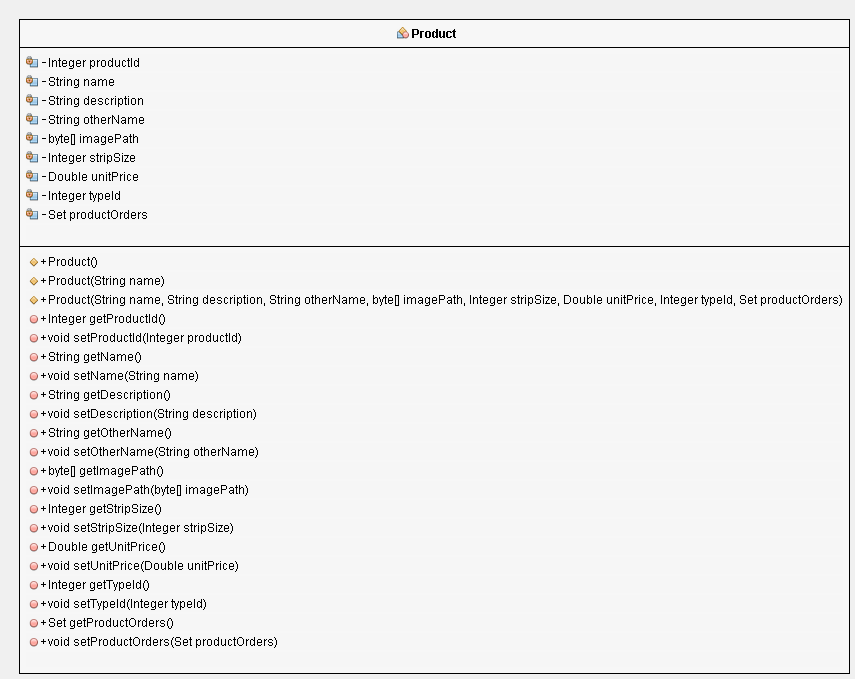 Product
-Integer productId
-String name
-String description
-String otherName
-byte[] imagePath
-Integer stripSize
-Double unitPrice
-Integer typeId
-Set productOrders
+Product()
+Product(String name)
+Product(String name, String description, String otherName, byte[] imagePath, Integer stripSize, Double unitPrice, Integer typeId, Set productOrders)
+Integer getProductId()
+void setProductId(Integer productId)
+String getName()
+void setName(String name)
+String getDescription()
+void setDescription(String description)
+String getOtherName()
+void setOtherName(String otherName)
+byte[] getImagePath()
+void setImagePath(byte[] imagePath)
+Integer getStripSize()
+void setStripSize(Integer stripSize)
+Double getUnitPrice()
+void setUnitPrice(Double unitPrice)
+Integer getTypeId()
+void setTypeId(Integer typeId)
+Set getProductOrders()
+void setProductOrders(Set productOrders)